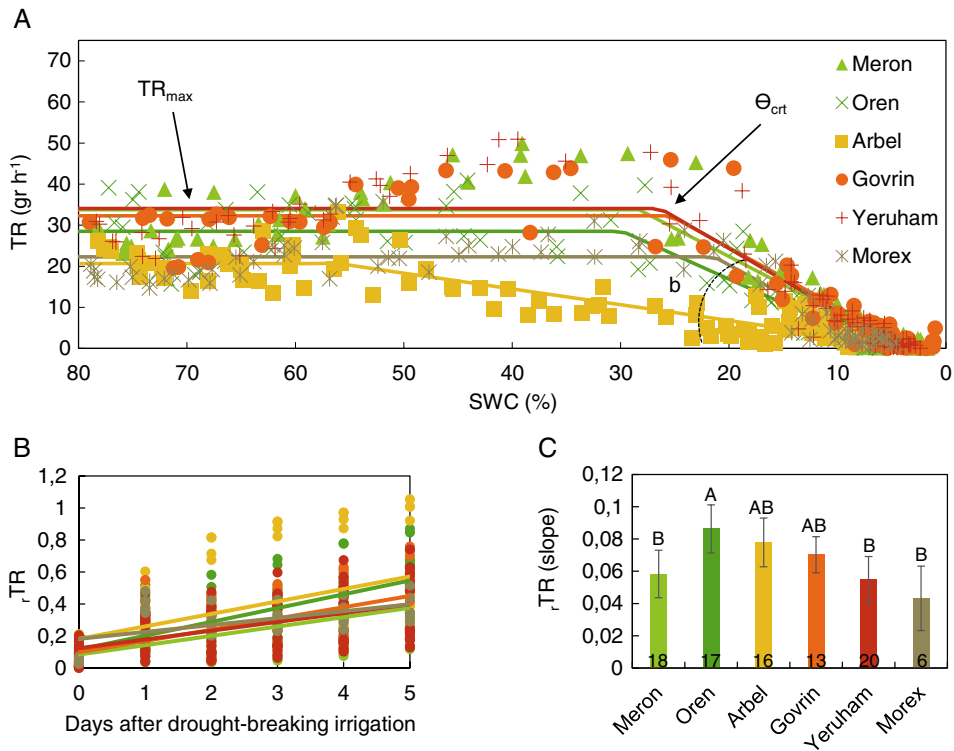 A
TR (gr h⁻¹)
70
60
50
40
30
20
10
0
80 70 60 50 40 30 20 10 0
SWC (%)
TRmax
Θcrt
b
Meron
Oren
Arbel
Govrin
Yeruham
Morex
B
rTR
1,2
1
0,8
0,6
0,4
0,2
0
0 1 2 3 4 5
Days after drought-breaking irrigation
C
rTR (slope)
0,12
0,1
0,08
0,06
0,04
0,02
0
B A AB AB B B
18 17 16 13 20 6
Meron Oren Arbel Govrin Yeruham Morex